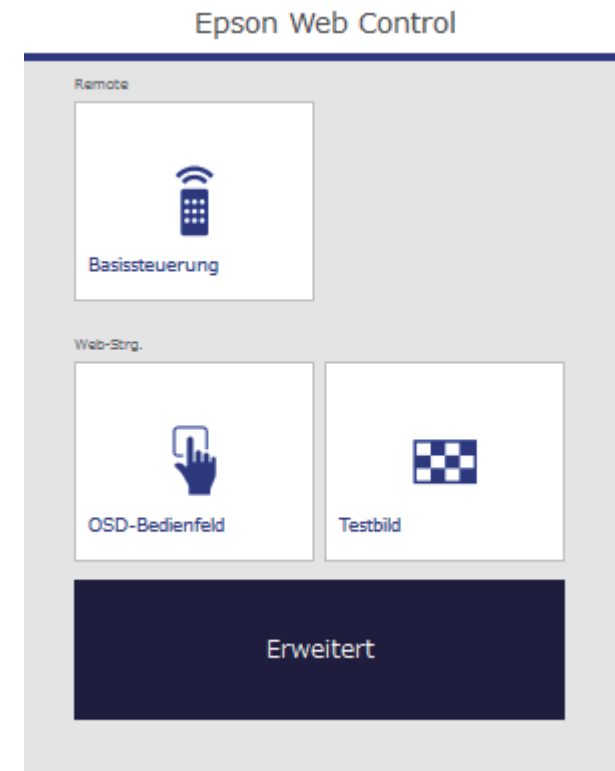 Epson Web Control
Remote
Basissteuerung
Web-Strg.
OSD-Bedienfeld
Testbild
Erweitert